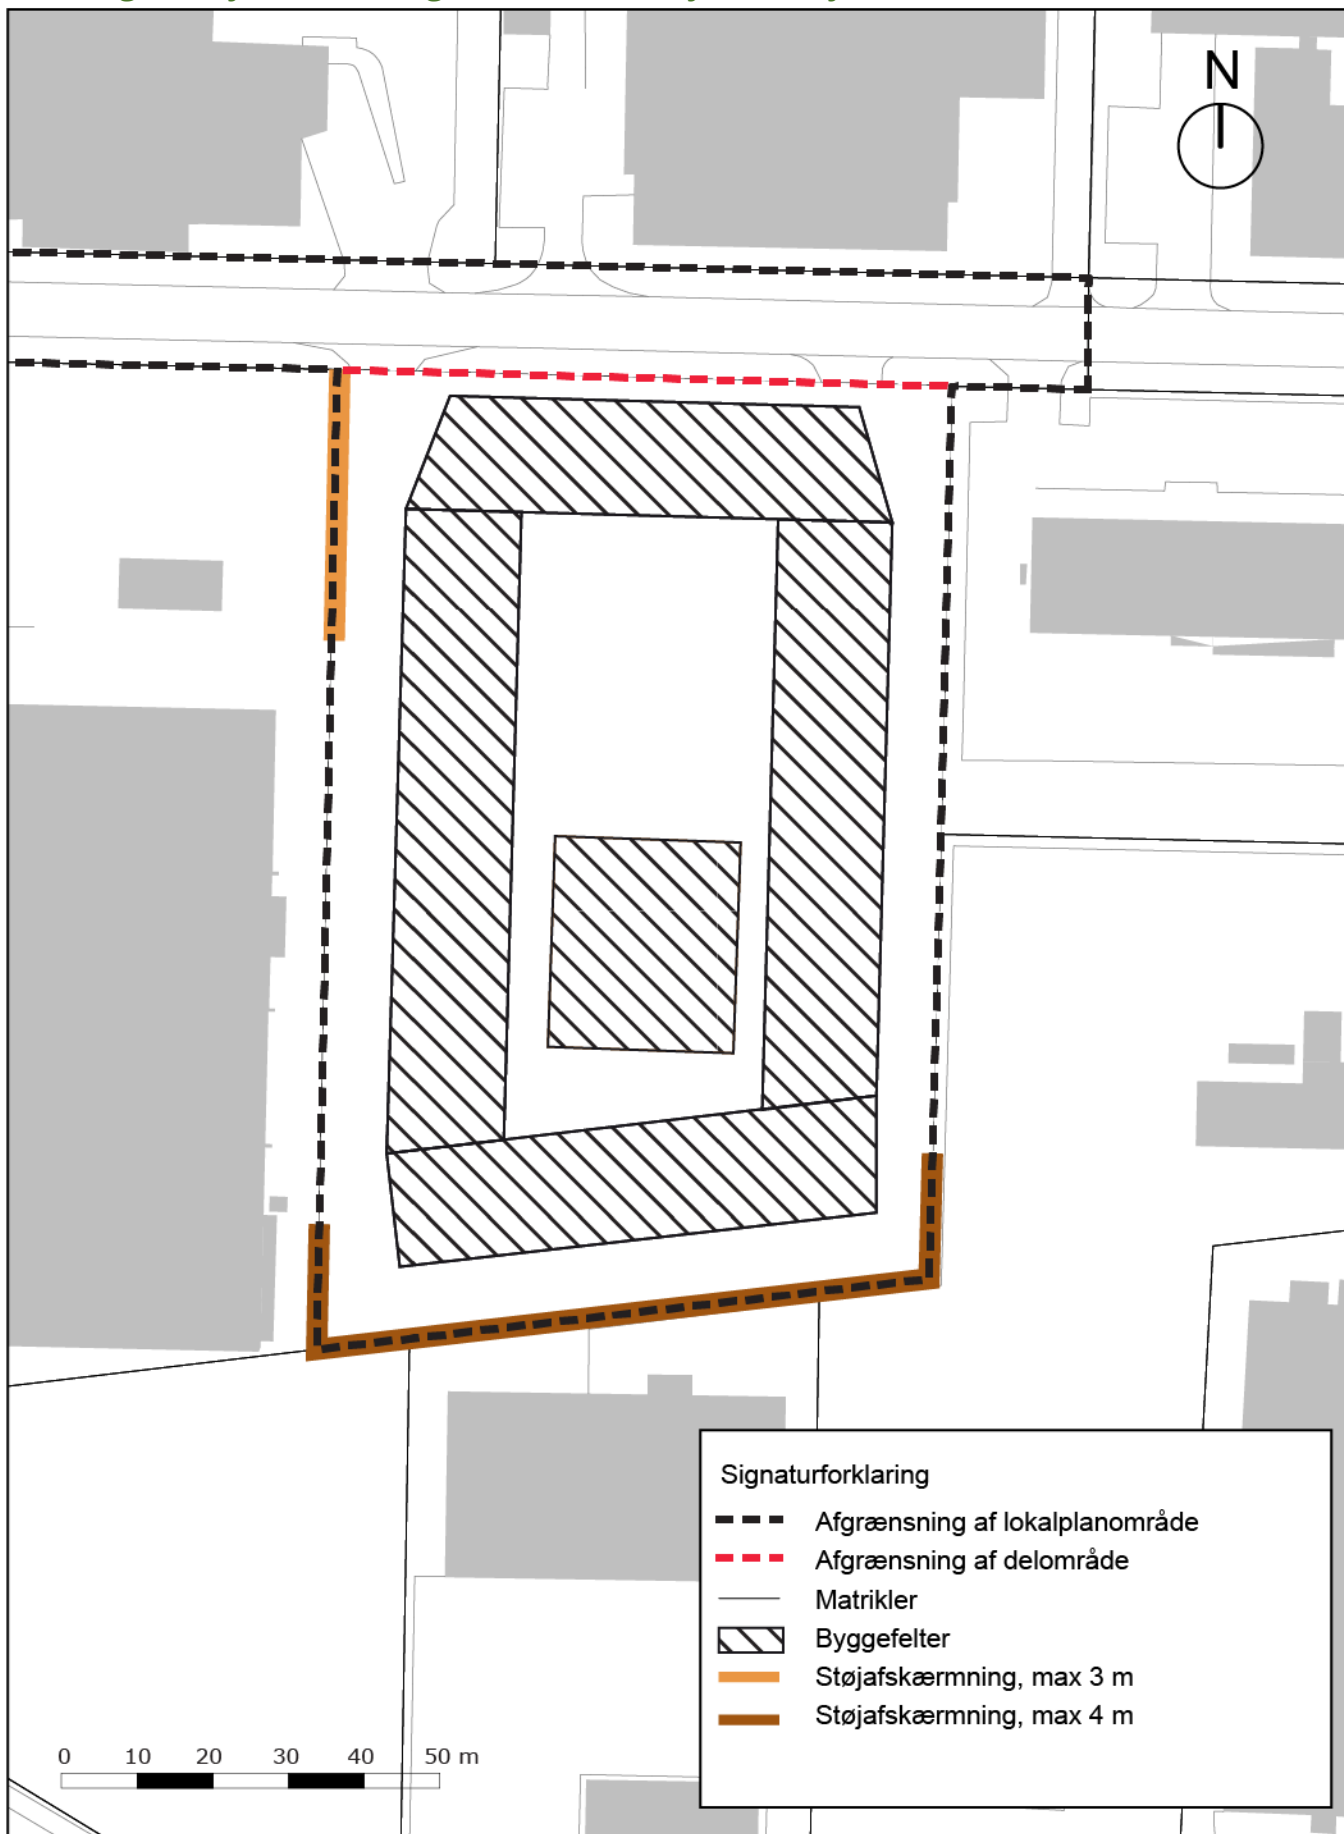 N
Signaturforklaring
Afgrænsning af lokalplanområde
Afgrænsning af delområde
Matrikler
Byggefelter
Støjafskærmning, max 3 m
Støjafskærmning, max 4 m
0 10 20 30 40 50 m